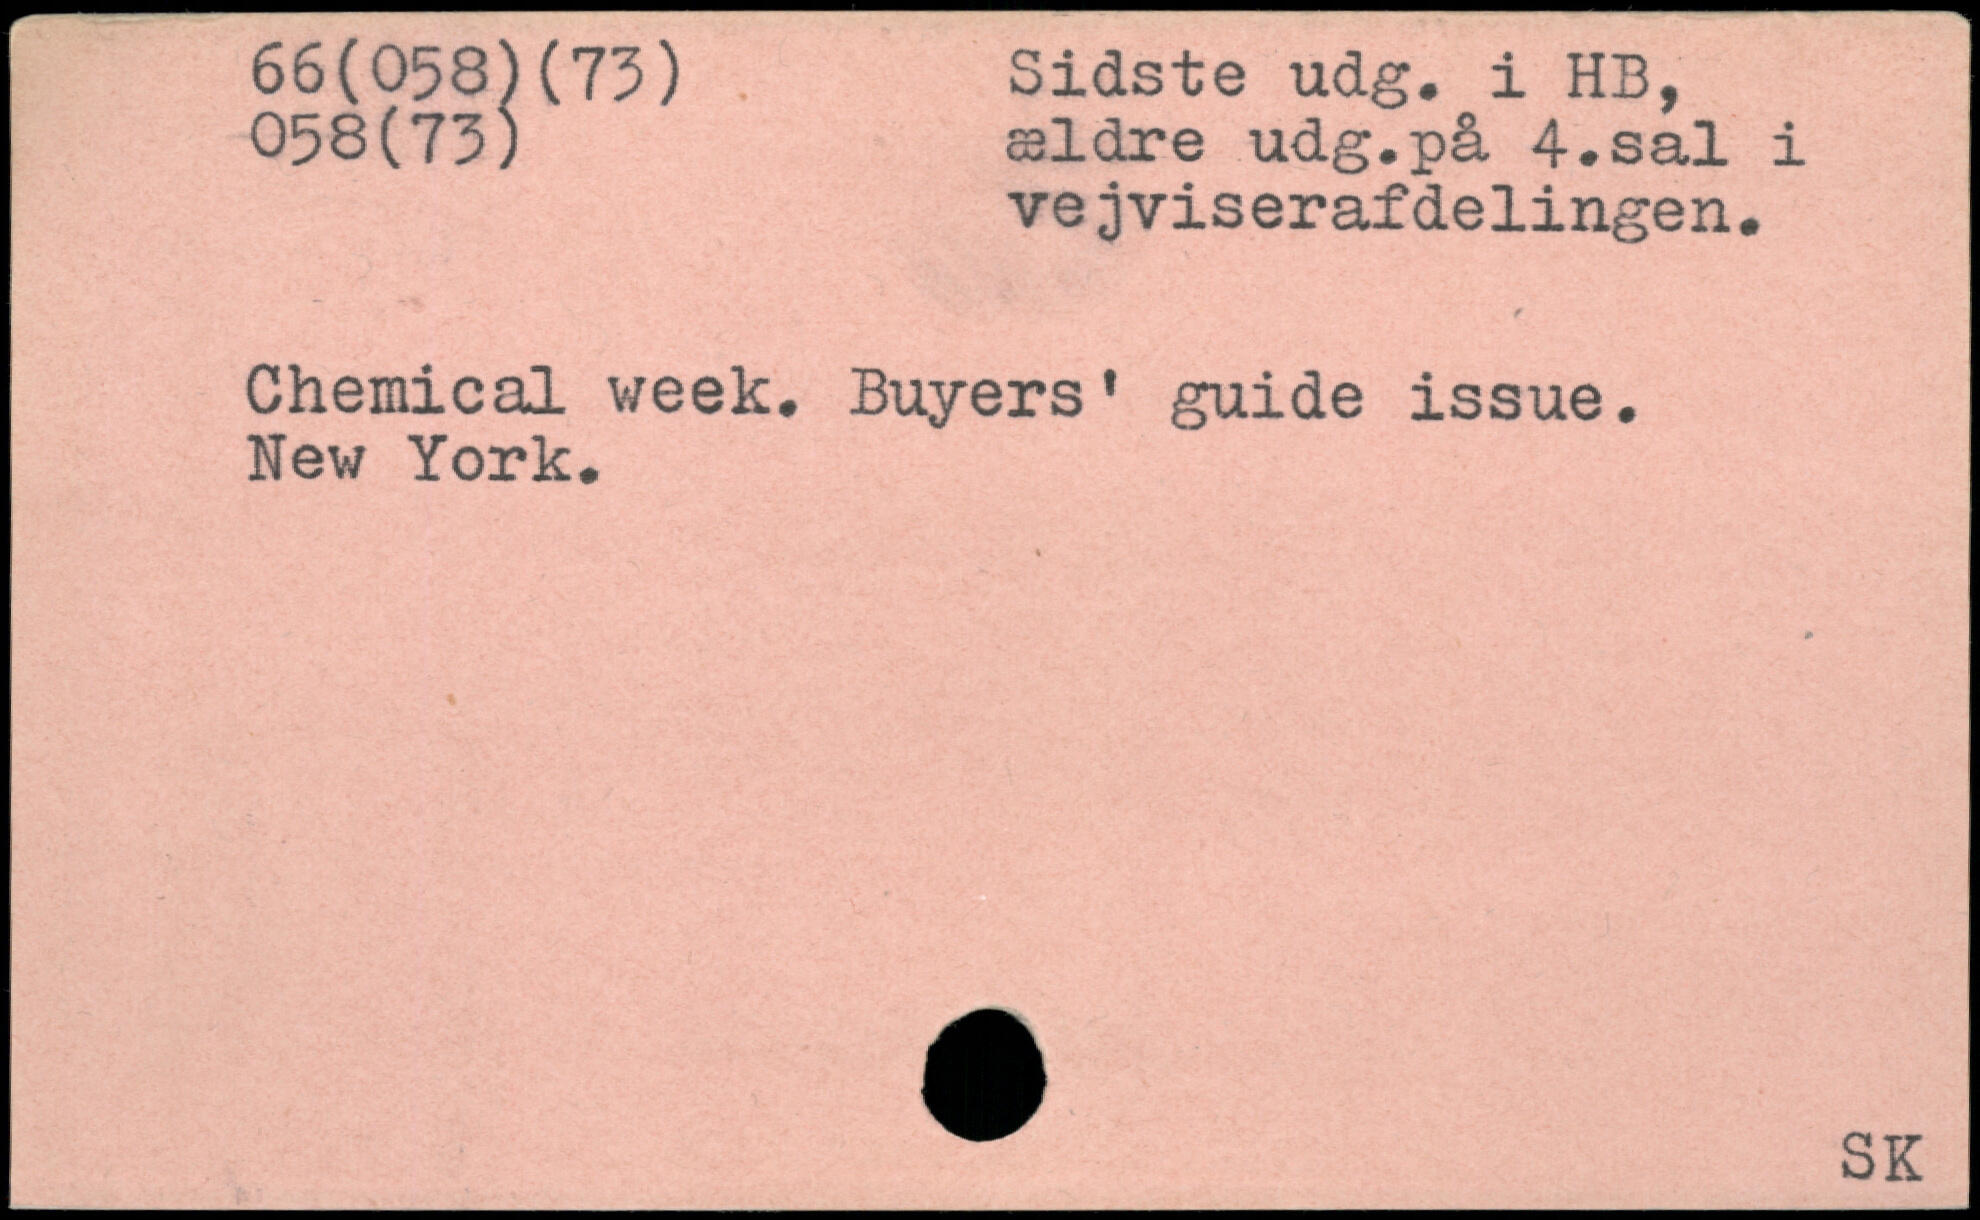 66(058)(73)
058(73)
Sidste udg. i HB,
ældre udg.på 4.sal i
vejviserafdelingen.
Chemical week. Buyers' guide issue.
New York.
SK